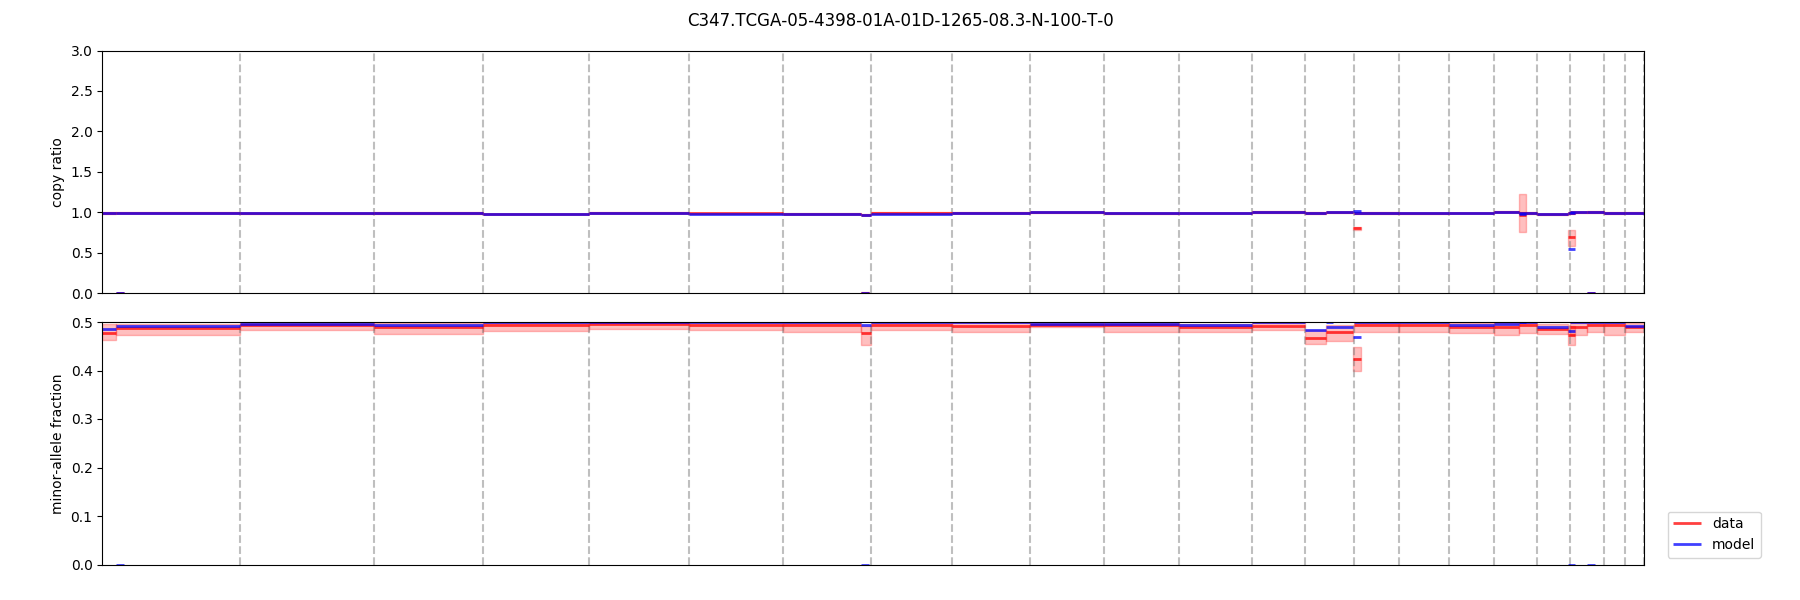 C347.TCGA-05-4398-01A-01D-1265-08.3-N-100-T-0
3.0
2.5
2.0
1.5
1.0
0.5
0.0
copy ratio
0.5
0.4
0.3
0.2
0.1
0.0
minor-allele fraction
data
model